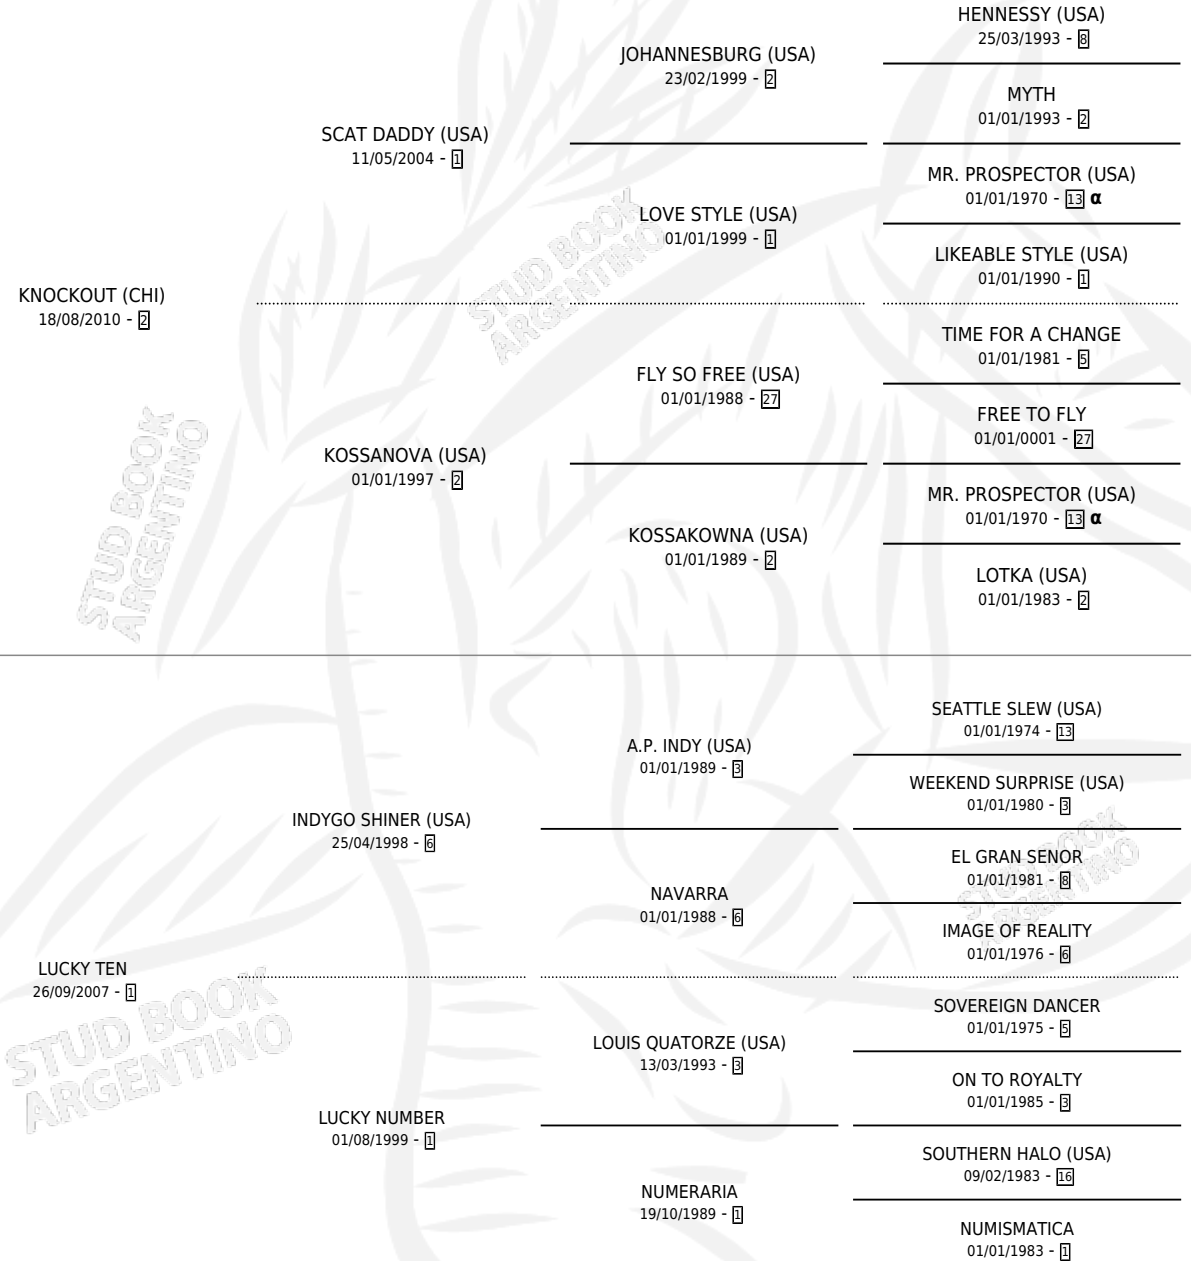 HENNESSY (USA)
25/03/1993 - 8
JOHANNESBURG (USA)
23/02/1999 - 2
MYTH
01/01/1993 - 2
SCAT DADDY (USA)
11/05/2004 - 1
MR. PROSPECTOR (USA)
01/01/1970 - 13 α
LOVE STYLE (USA)
01/01/1999 - 1
LIKEABLE STYLE (USA)
01/01/1990 - 1
KNOCKOUT (CHI)
18/08/2010 - 2
TIME FOR A CHANGE
01/01/1981 - 5
FLY SO FREE (USA)
01/01/1988 - 27
FREE TO FLY
01/01/0001 - 27
KOSSANOVA (USA)
01/01/1997 - 2
MR. PROSPECTOR (USA)
01/01/1970 - 13 α
KOSSAKOWNA (USA)
01/01/1989 - 2
LOTKA (USA)
01/01/1983 - 2
SEATTLE SLEW (USA)
01/01/1974 - 13
A.P. INDY (USA)
01/01/1989 - 3
WEEKEND SURPRISE (USA)
01/01/1980 - 3
INDYGO SHINER (USA)
25/04/1998 - 6
EL GRAN SENOR
01/01/1981 - 8
NAVARRA
01/01/1988 - 6
IMAGE OF REALITY
01/01/1976 - 6
LUCKY TEN
26/09/2007 - 1
SOVEREIGN DANCER
01/01/1975 - 5
LOUIS QUATORZE (USA)
13/03/1993 - 3
ON TO ROYALTY
01/01/1985 - 3
LUCKY NUMBER
01/08/1999 - 1
SOUTHERN HALO (USA)
09/02/1983 - 16
NUMERARIA
19/10/1989 - 1
NUMISMATICA
01/01/1983 - 1
STUD BOOK
ARGENTINO
STUD BOOK
ARGENTINO
STUD BOOK
ARGENTINO
STUD BOOK
ARGENTINO